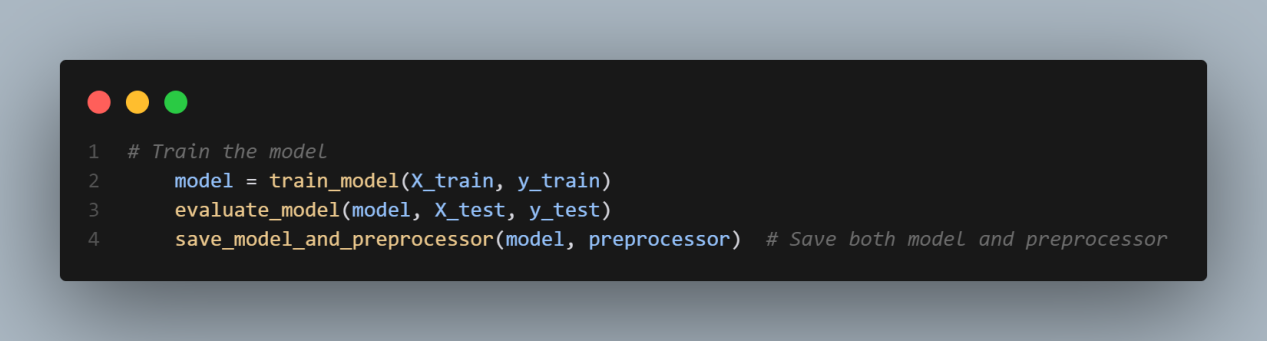 1 # Train the model
2     model = train_model(X_train, y_train)
3     evaluate_model(model, X_test, y_test)
4     save_model_and_preprocessor(model, preprocessor)  # Save both model and preprocessor